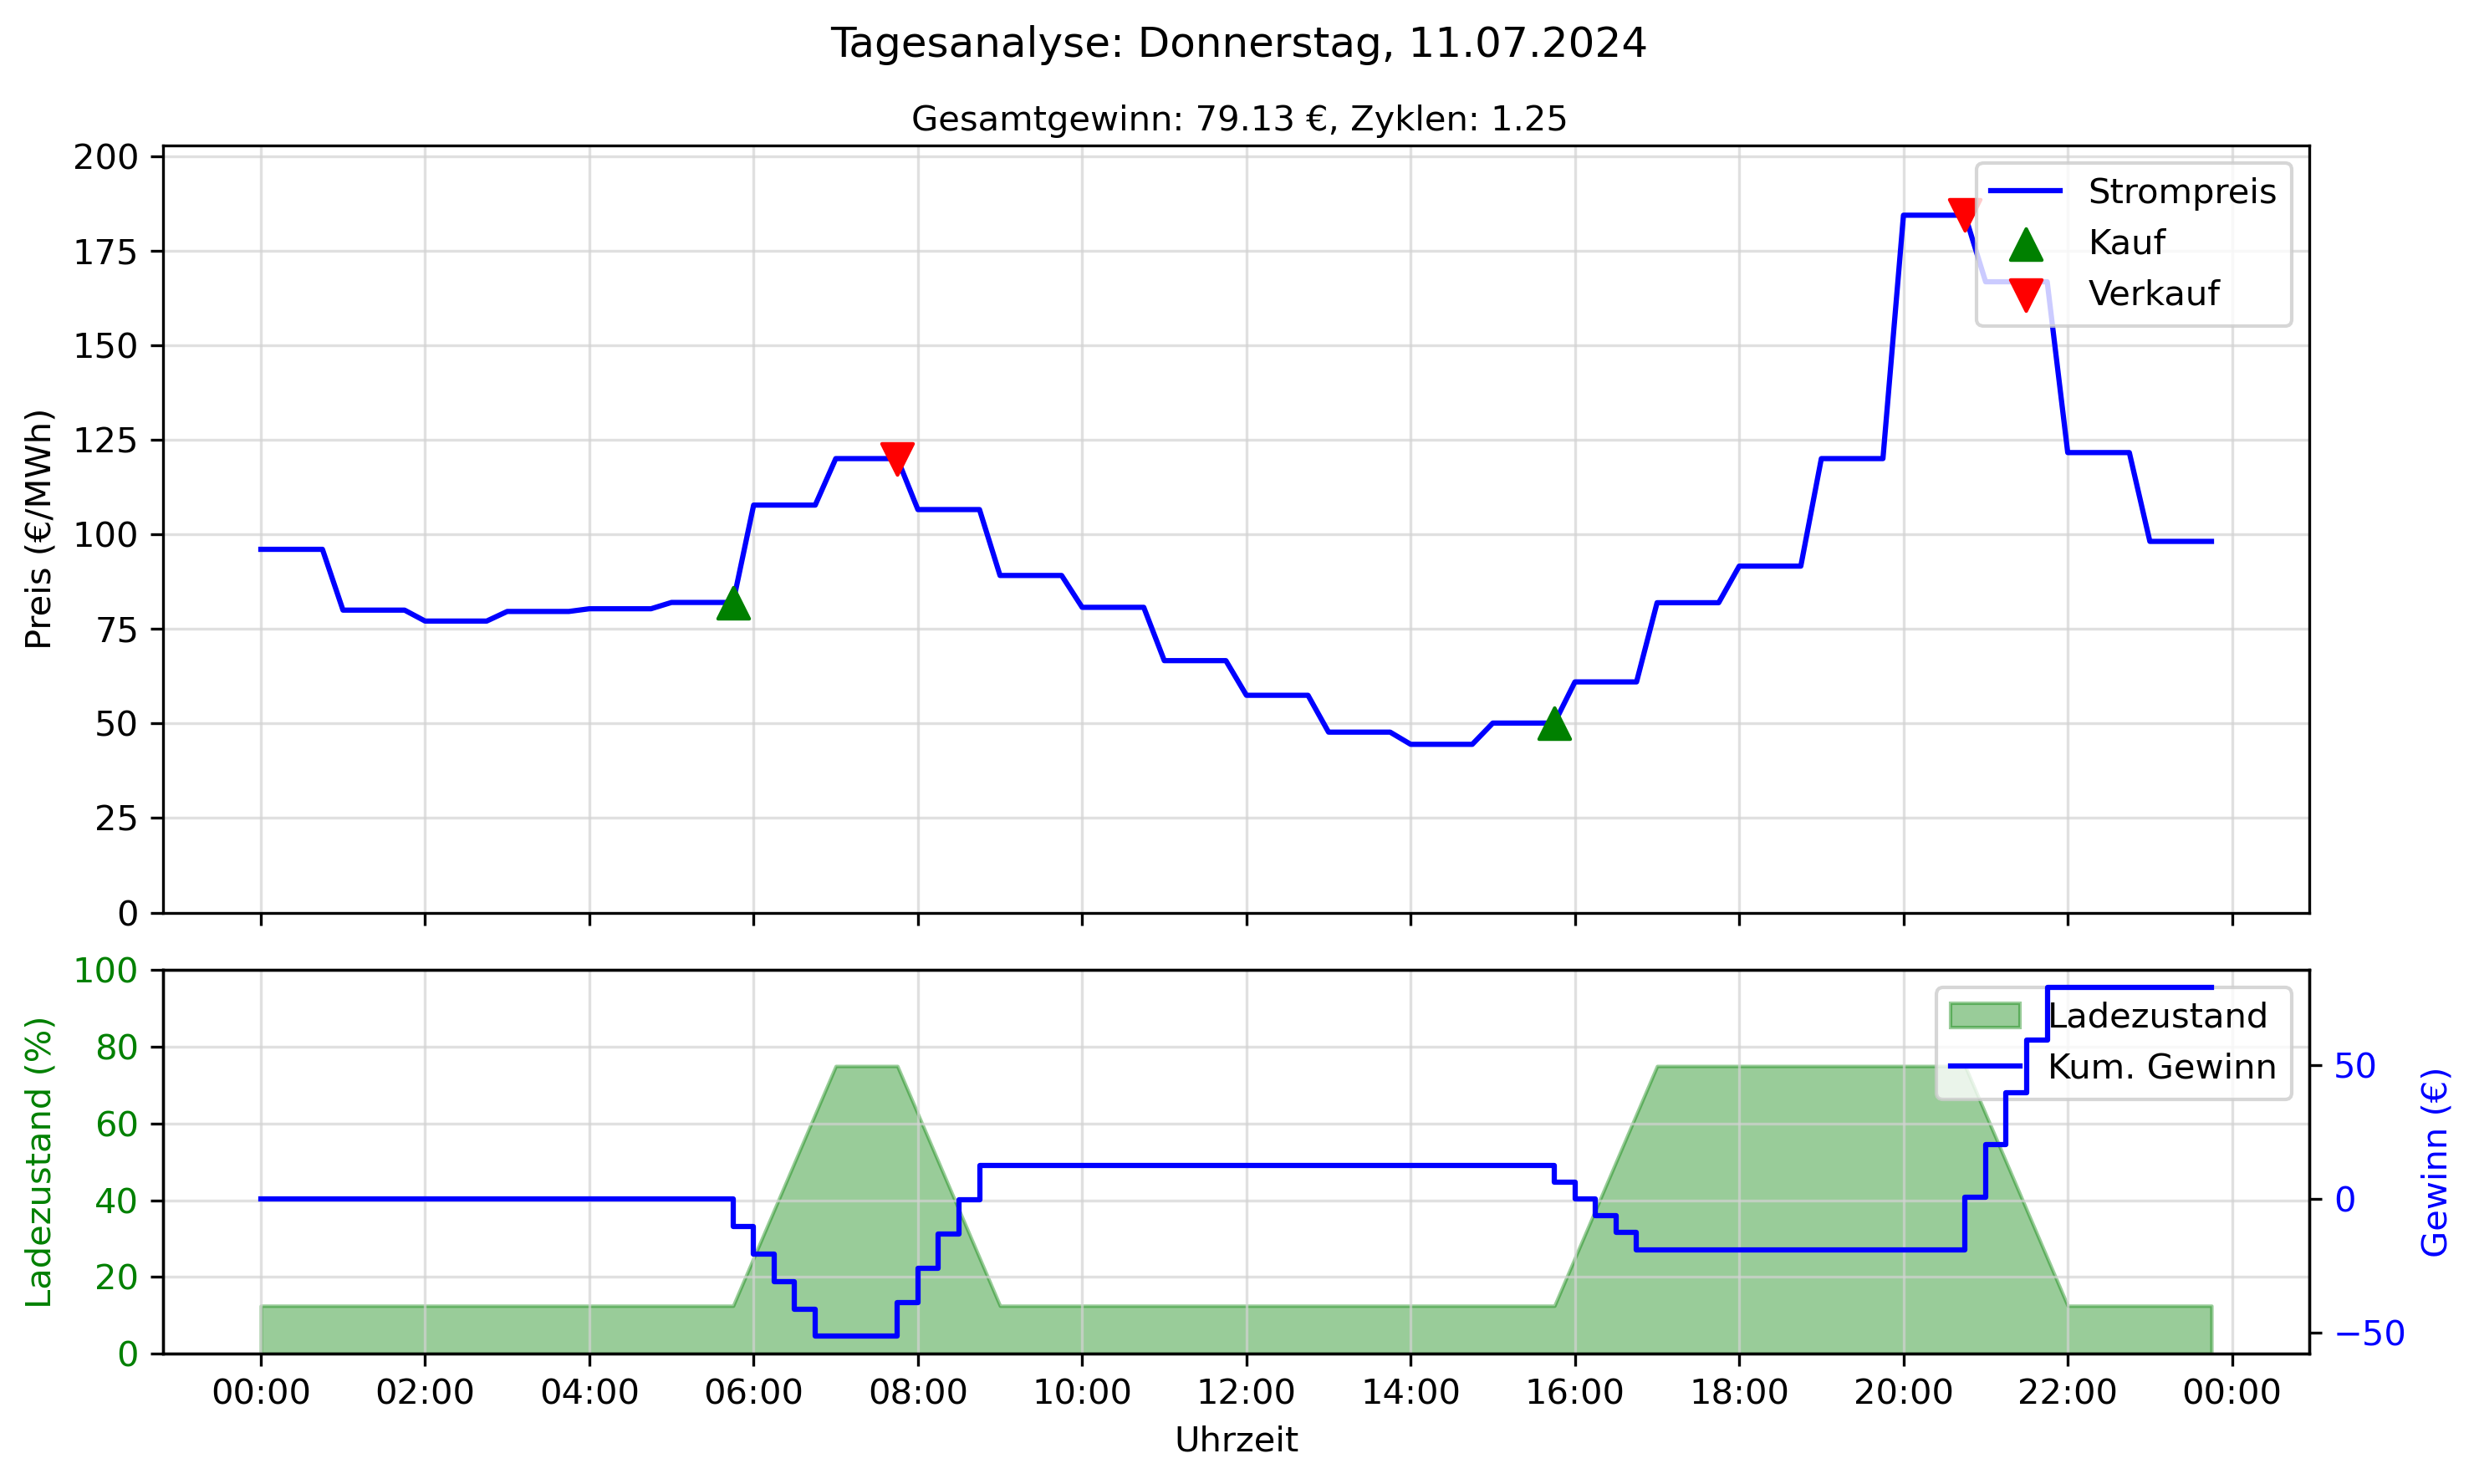 Tagesanalyse: Donnerstag, 11.07.2024
Gesamtgewinn: 79.13 €, Zyklen: 1.25
Preis (€/MWh)
200
175
150
125
100
75
50
25
0
Strompreis
Kauf
Verkauf
Ladezustand (%)
100
80
60
40
20
0
Ladezustand
Kum. Gewinn
50
0
−50
Gewinn (€)
00:00 02:00 04:00 06:00 08:00 10:00 12:00 14:00 16:00 18:00 20:00 22:00 00:00
Uhrzeit